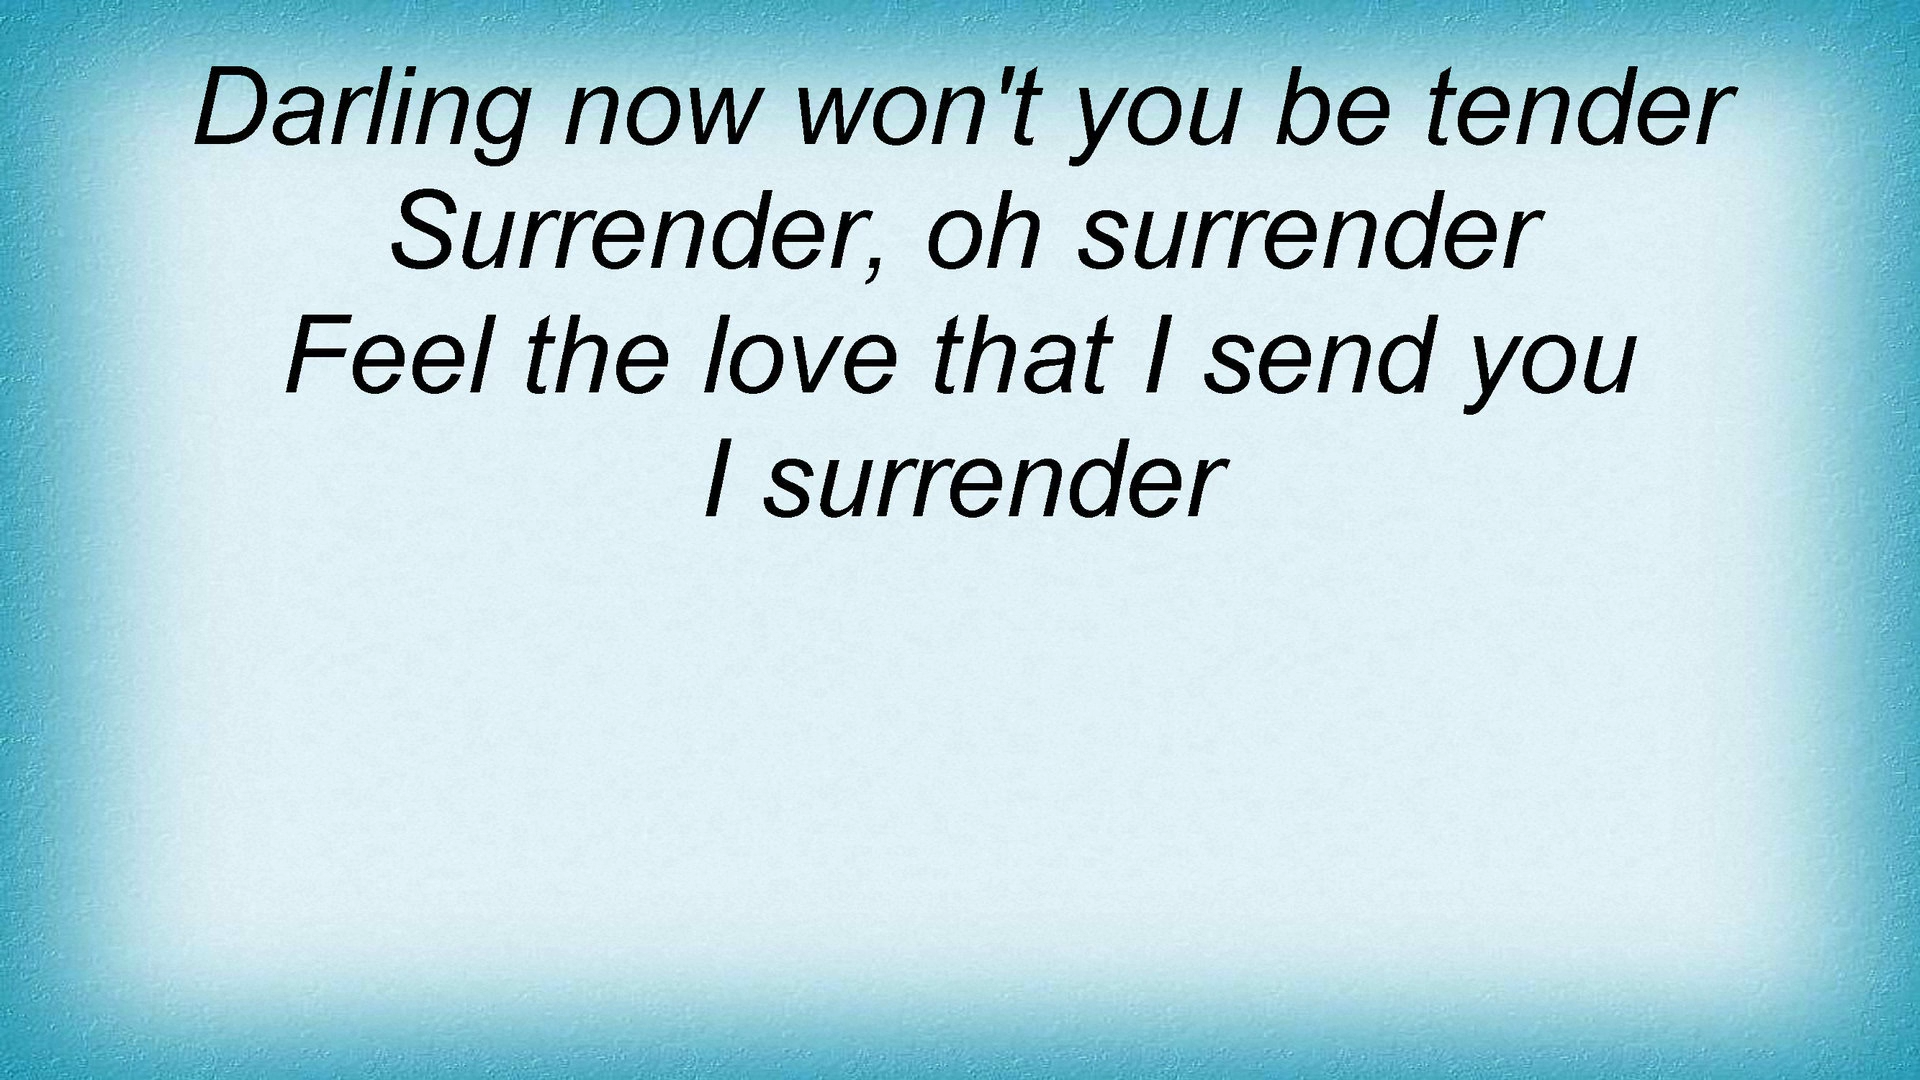 Darling now won't you be tender
Surrender, oh surrender
Feel the love that I send you
I surrender